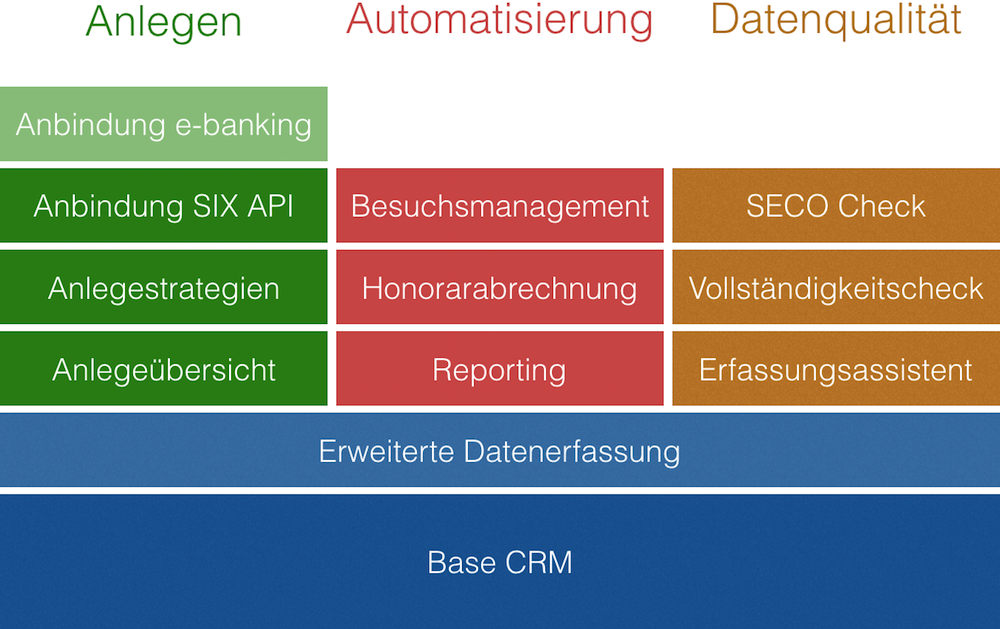 Anlegen
Automatisierung
Datenqualität
Anbindung e-banking
Anbindung SIX API
Besuchsmanagement
SECO Check
Anlegestrategien
Honorarabrechnung
Vollständigkeitscheck
Anlegeübersicht
Reporting
Erfassungsassistent
Erweiterte Datenerfassung
Base CRM